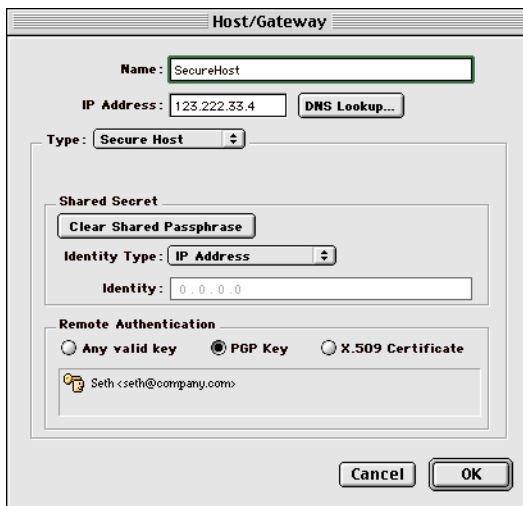 Host/Gateway
Name: SecureHost
IP Address: 123.222.33.4 DNS Lookup...
Type: Secure Host
Shared Secret
Clear Shared Passphrase
Identity Type: IP Address
Identity: 0.0.0.0
Remote Authentication
Any valid key PGP Key X.509 Certificate
Seth <seth@company.com>
Cancel OK